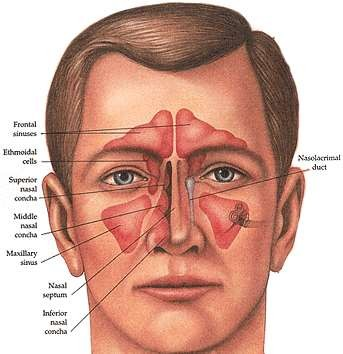 Frontal
sinuses
Ethmoidal
cells
Superior
nasal
concha
Middle
nasal
concha
Maxillary
sinus
Nasal
septum
Inferior
nasal
concha
Nasolacrimal
duct